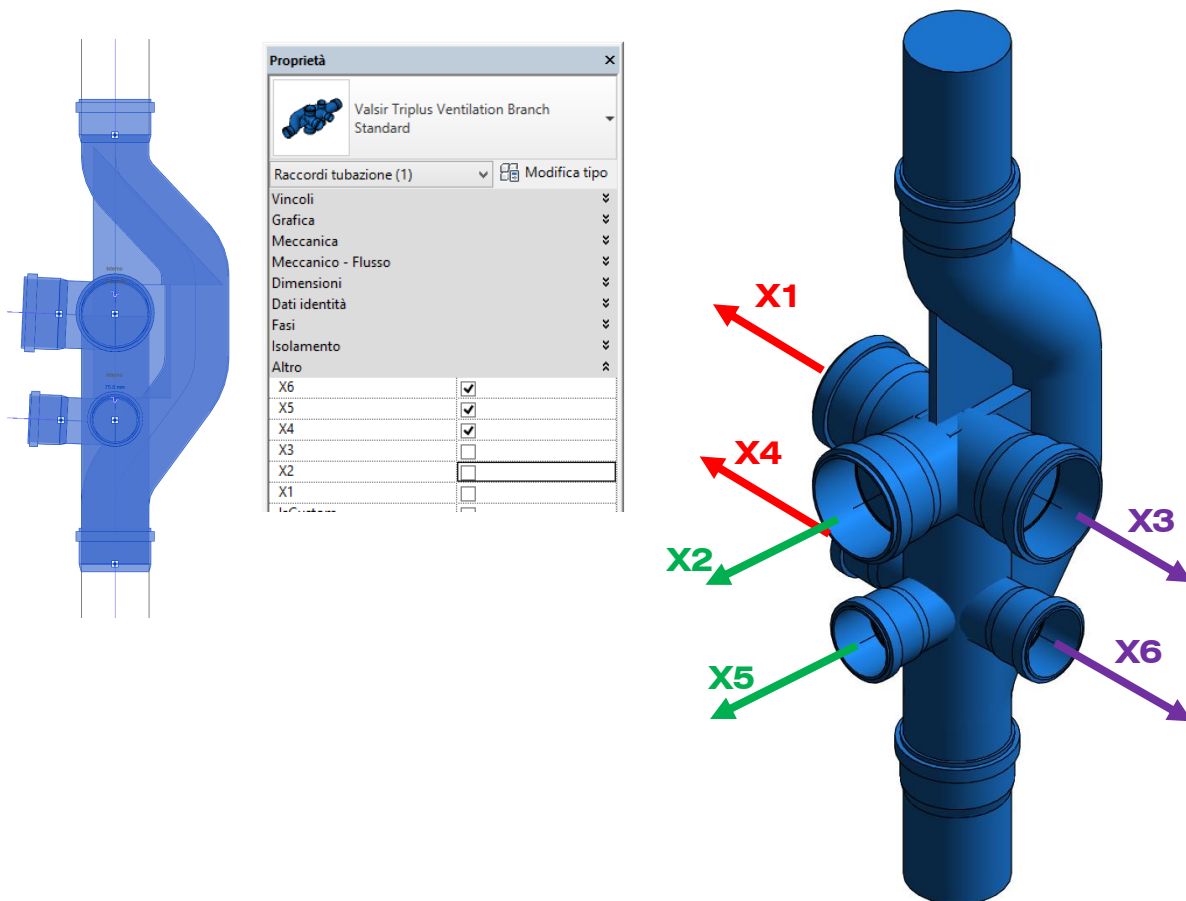 Proprietà
Valsir Triplus Ventilation Branch
Standard
Raccordi tubazione (1)
Modifica tipo
Vincoli
Grafica
Meccanica
Meccanico - Flusso
Dimensioni
Dati identità
Fasi
Isolamento
Altro
X6
X5
X4
X3
X2
X1
X1
X4
X2
X3
X5
X6